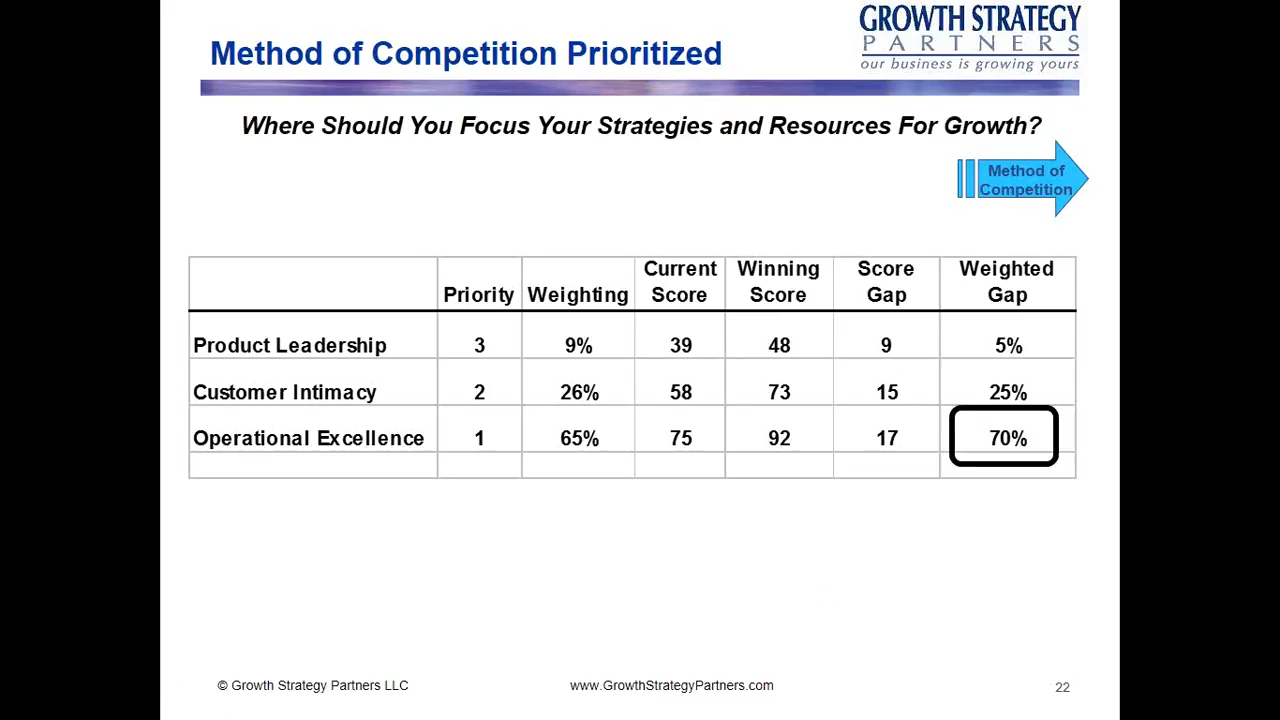 GROWTH STRATEGY
PARTNERS
our business is growing yours
Method of Competition Prioritized
Where Should You Focus Your Strategies and Resources For Growth?
Method of
Competition
Priority Weighting Current Score Winning Score Score Gap Weighted Gap
Product Leadership 3 9% 39 48 9 5%
Customer Intimacy 2 26% 58 73 15 25%
Operational Excellence 1 65% 75 92 17 70%
© Growth Strategy Partners LLC www.GrowthStrategyPartners.com 22